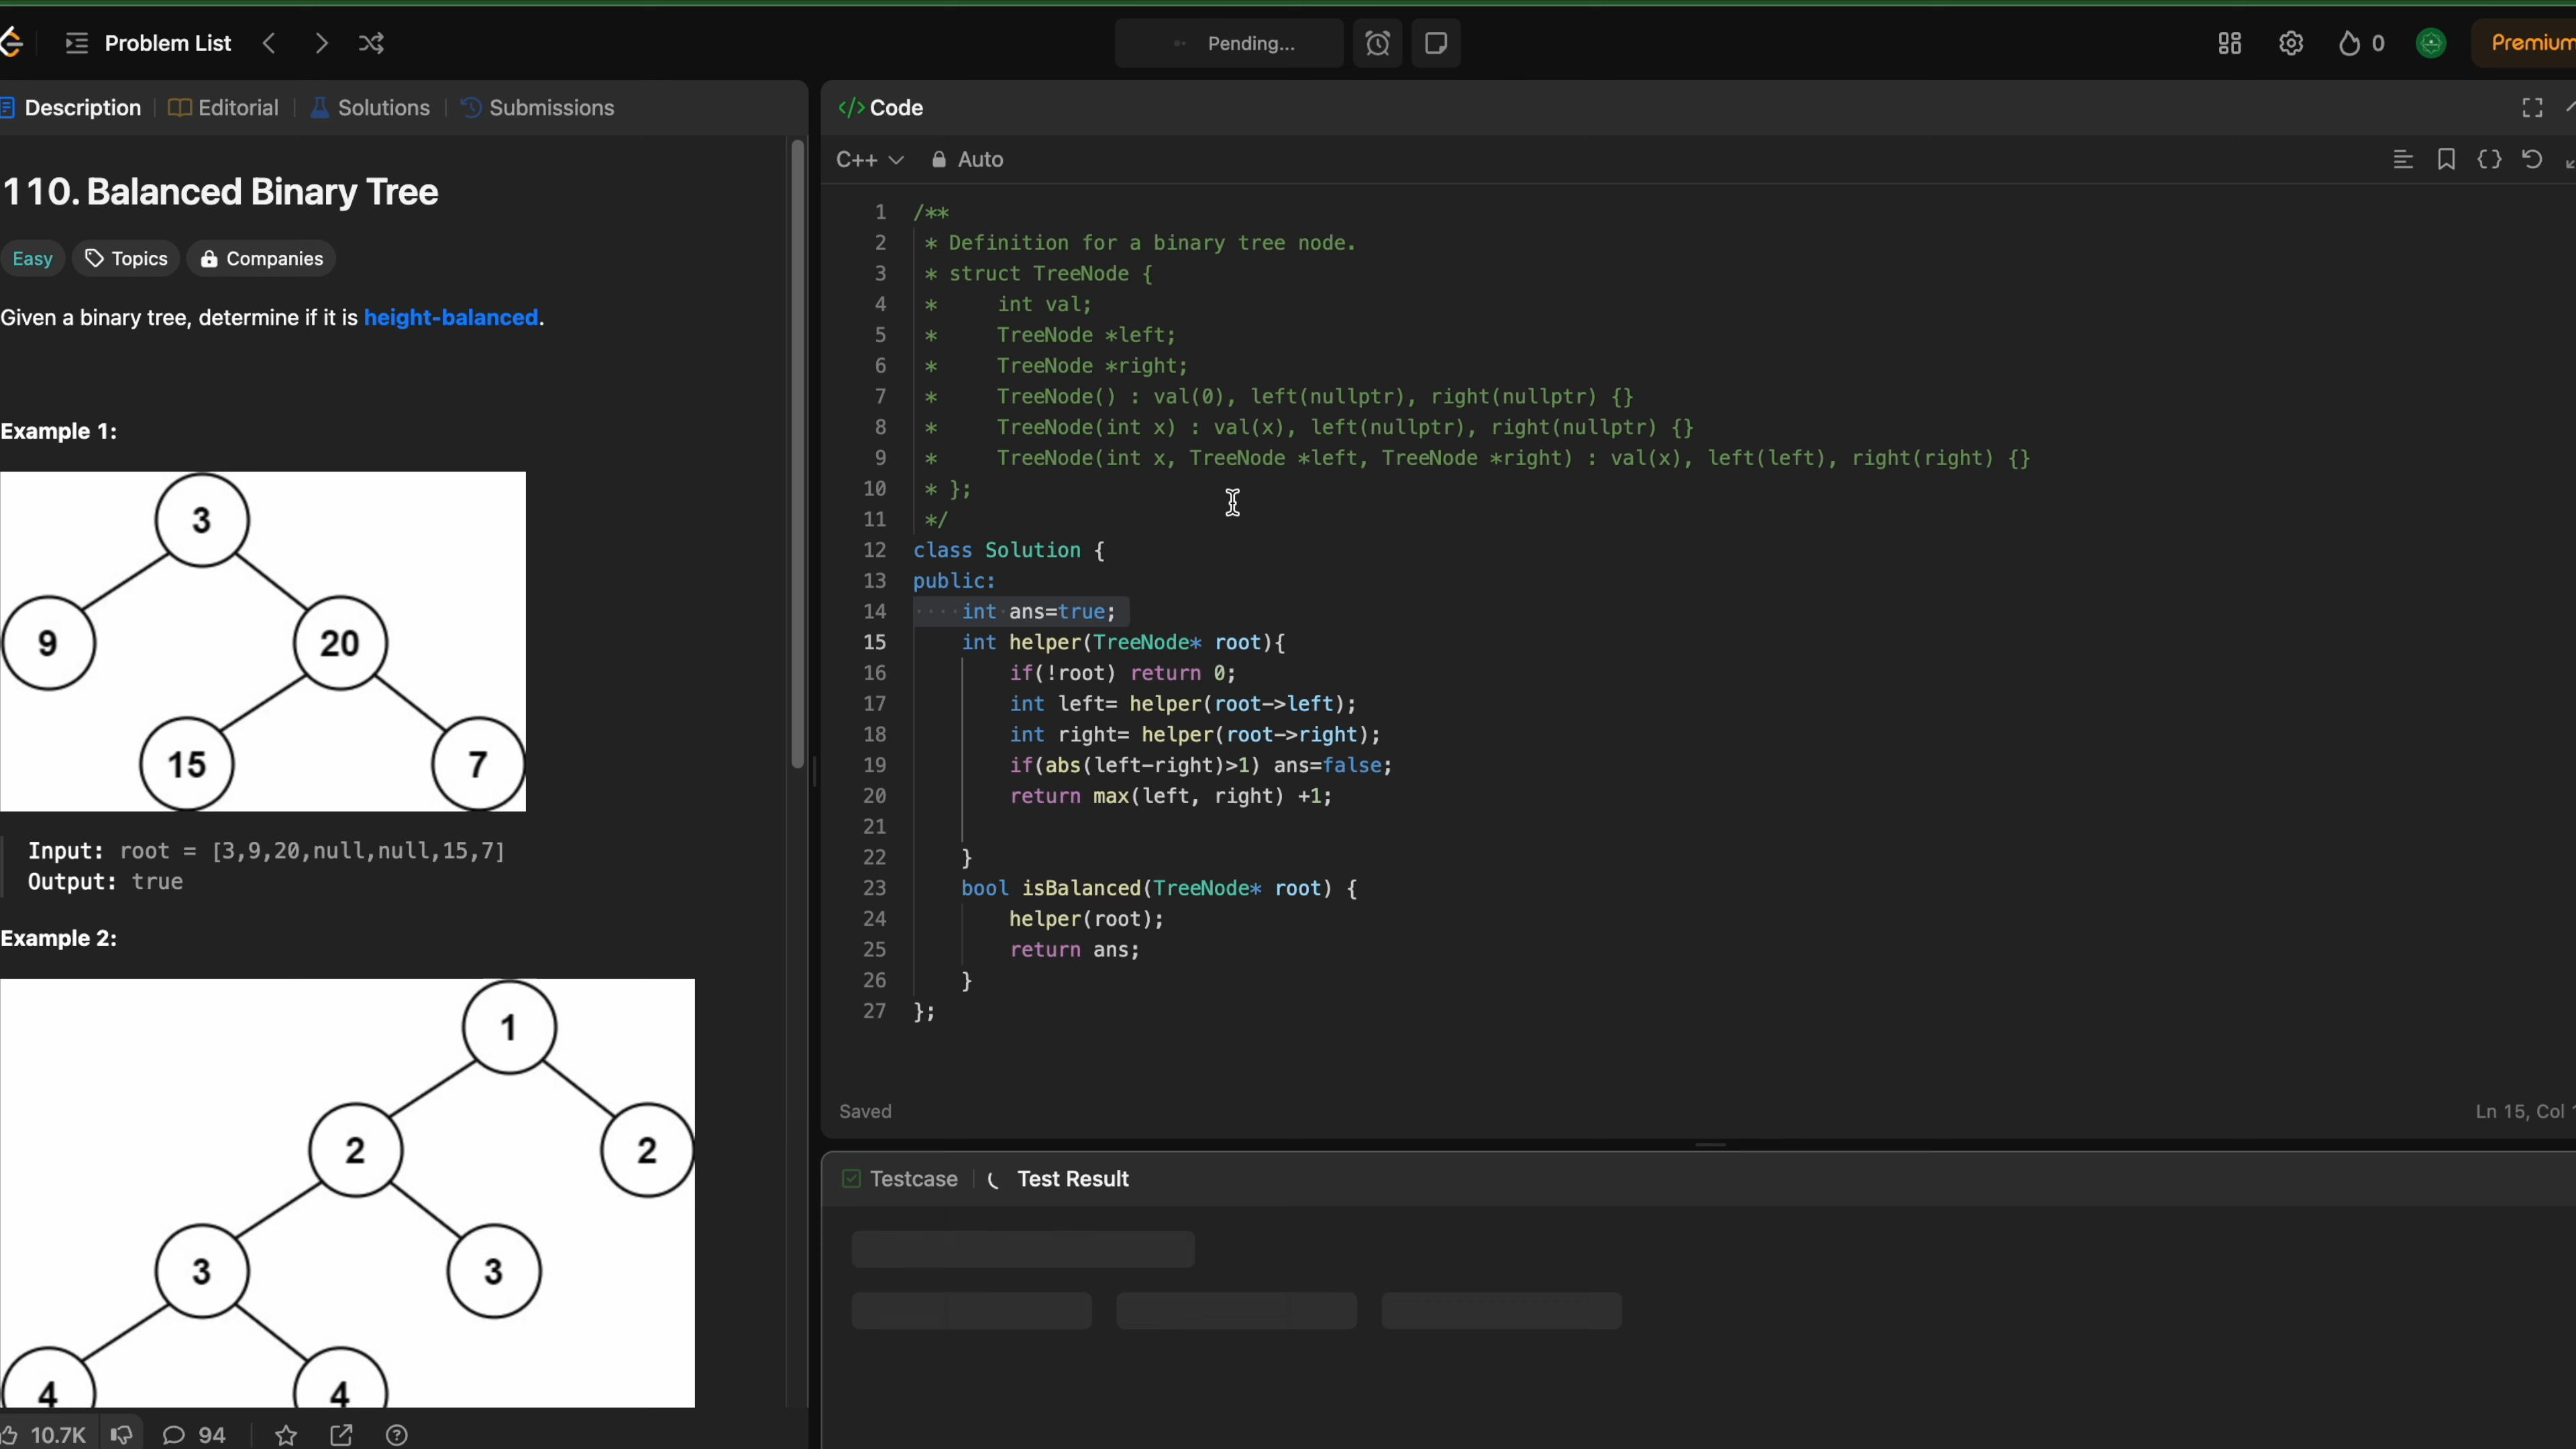 Problem List
Pending...
0
Premium
Description
Editorial
Solutions
Submissions
110. Balanced Binary Tree
Easy
Topics
Companies
Given a binary tree, determine if it is height-balanced.
Example 1:
3
9
20
15
7
Input: root = [3,9,20,null,null,15,7]
Output: true
Example 2:
1
2
2
3
3
4
4
10.7K
94
</> Code
C++
Auto
1 /**
2 * Definition for a binary tree node.
3 * struct TreeNode {
4 *     int val;
5 *     TreeNode *left;
6 *     TreeNode *right;
7 *     TreeNode() : val(0), left(nullptr), right(nullptr) {}
8 *     TreeNode(int x) : val(x), left(nullptr), right(nullptr) {}
9 *     TreeNode(int x, TreeNode *left, TreeNode *right) : val(x), left(left), right(right) {}
10 * };
11 */
12 class Solution {
13 public:
14     int ans=true;
15     int helper(TreeNode* root){
16         if(!root) return 0;
17         int left= helper(root->left);
18         int right= helper(root->right);
19         if(abs(left-right)>1) ans=false;
20         return max(left, right) +1;
21
22     }
23     bool isBalanced(TreeNode* root) {
24         helper(root);
25         return ans;
26     }
27 };
Saved
Ln 15, Col
Testcase
Test Result